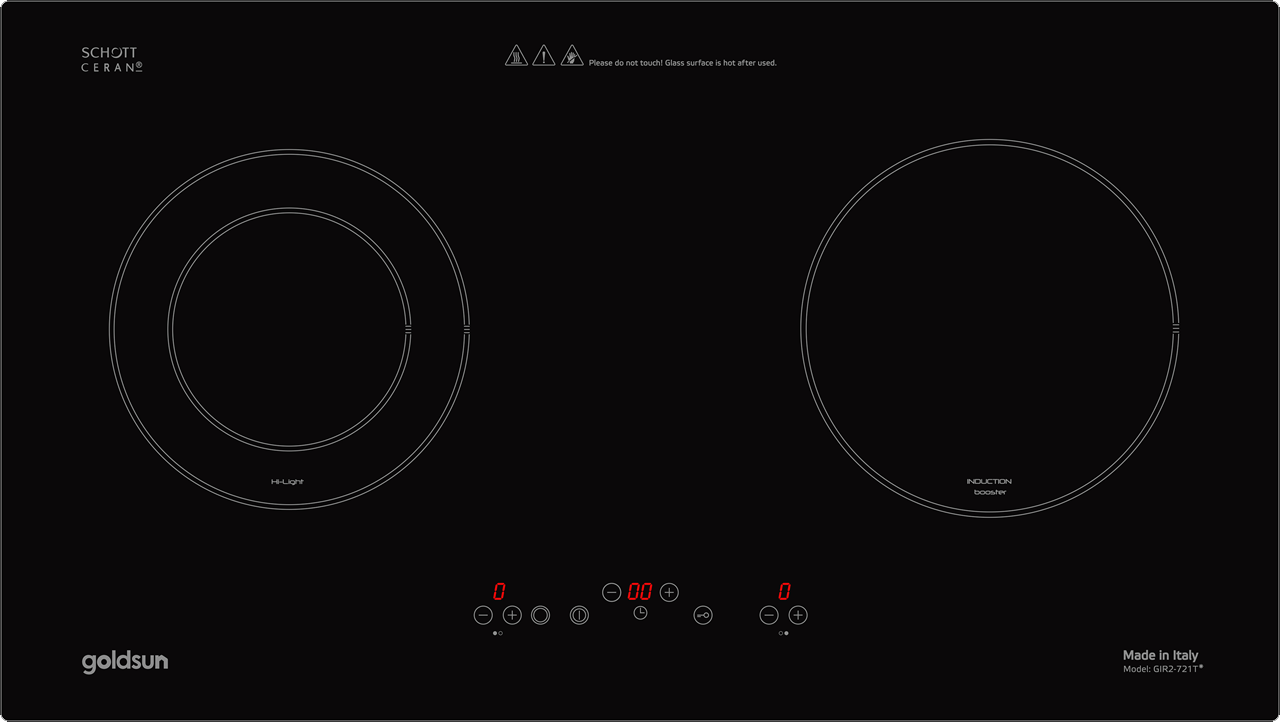 SCHOTT
CERAN®
Please do not touch! Glass surface is hot after used.
Hi-Light
INDUCTION
booster
0
00
0
goldsun
Made in Italy
Model: GIR2-721T*